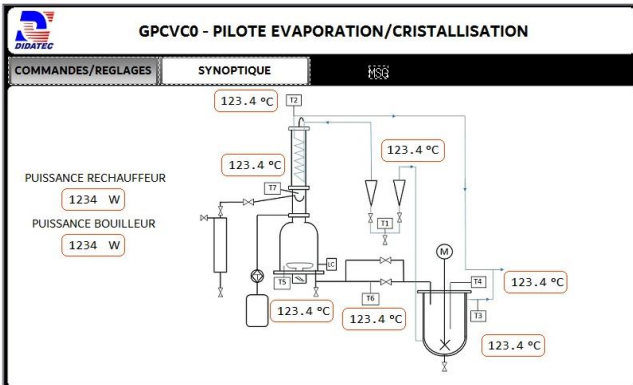 DIDATEC
GPCVC0 - PILOTE EVAPORATION/CRISTALLISATION
COMMANDES/REGLAGES
SYNOPTIQUE
MSG
123.4 °C
T2
123.4 °C
123.4 °C
PUISSANCE RECHAUFFEUR
1234 W
T7
PUISSANCE BOUILLEUR
1234 W
T1
M
LC
T5
T6
T4
123.4 °C
T3
123.4 °C
123.4 °C
123.4 °C